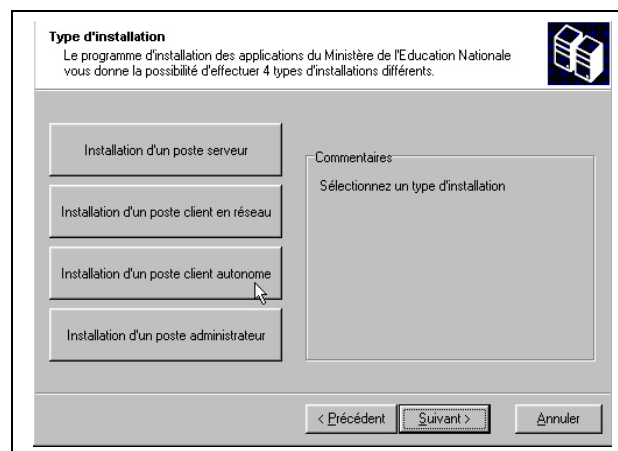 Type d'installation
Le programme d'installation des applications du Ministère de l'Education Nationale
vous donne la possibilité d'effectuer 4 types d'installations différents.
Installation d'un poste serveur
Installation d'un poste client en réseau
Installation d'un poste client autonome
Installation d'un poste administrateur
Commentaires
Sélectionnez un type d'installation
< Précédent
Suivant >
Annuler